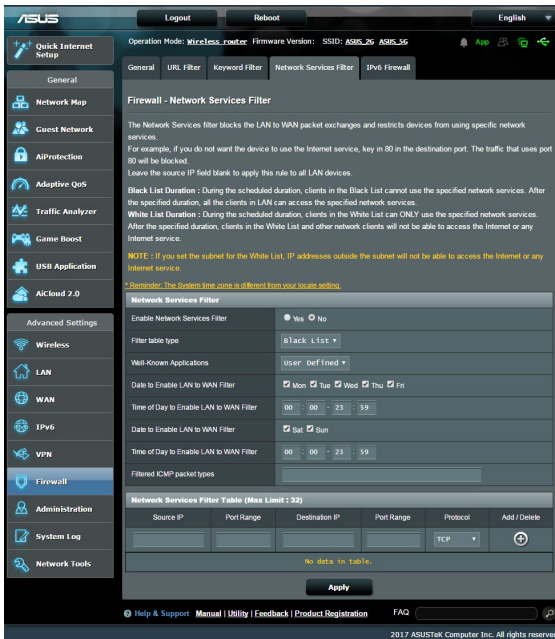 ASUS
Logout
Reboot
English
Quick Internet Setup
Operation Mode: Wireless router Firmware Version: SSID: ASUS_2G ASUS_5G
App
General
URL Filter
Keyword Filter
Network Services Filter
IPv6 Firewall
General
Network Map
Guest Network
AiProtection
Adaptive QoS
Traffic Analyzer
Game Boost
USB Application
AiCloud 2.0
Advanced Settings
Wireless
LAN
WAN
IPv6
VPN
Firewall
Administration
System Log
Network Tools
Firewall - Network Services Filter
The Network Services filter blocks the LAN to WAN packet exchanges and restricts devices from using specific network
services.
For example, if you do not want the device to use the Internet service, key in 80 in the destination port. The traffic that uses port
80 will be blocked.
Leave the source IP field blank to apply this rule to all LAN devices.
Black List Duration : During the scheduled duration, clients in the Black List cannot use the specified network services. After
the specified duration, all the clients in LAN can access the specified network services.
White List Duration : During the scheduled duration, clients in the White List can ONLY use the specified network services.
After the specified duration, clients in the White List and other network clients will not be able to access the Internet or any
Internet service.
NOTE : If you set the subnet for the White List, IP addresses outside the subnet will not be able to access the Internet or any
Internet service.
* Reminder: The System time zone is different from your locale setting.
Network Services Filter
Enable Network Services Filter
Yes No
Filter table type
Black List
Well-Known Applications
User Defined
Date to Enable LAN to WAN Filter
Mon Tue Wed Thu Fri
Time of Day to Enable LAN to WAN Filter
00 : 00 - 23 : 59
Date to Enable LAN to WAN Filter
Sat Sun
Time of Day to Enable LAN to WAN Filter
00 : 00 - 23 : 59
Filtered ICMP packet types
Network Services Filter Table (Max Limit : 32)
Source IP Port Range Destination IP Port Range Protocol Add / Delete
TCP
No data in table.
Apply
Help & Support Manual | Utility | Feedback | Product Registration FAQ
2017 ASUSTeK Computer Inc. All rights reserve